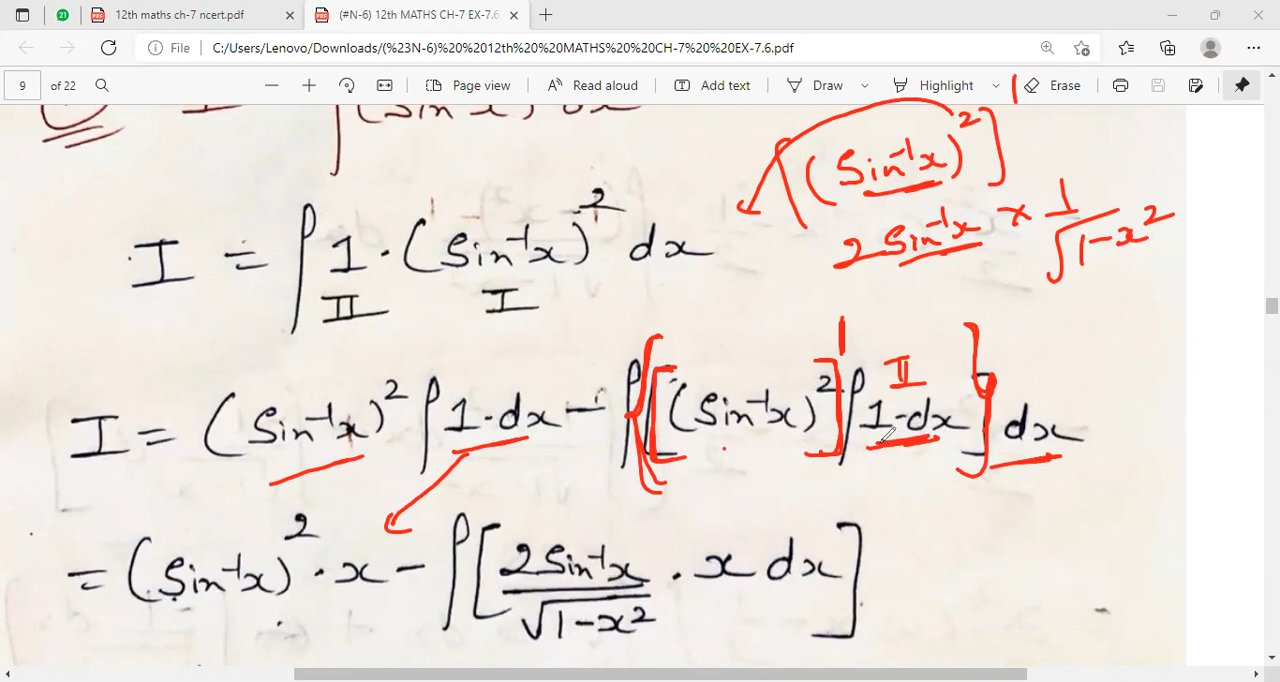 21 12th maths ch-7 ncert.pdf × (#N-6) 12th MATHS CH-7 EX-7.6 × +
File C:/Users/Lenovo/Downloads/(%23N-6)%20%2012th%20%20MATHS%20%20CH-7%20%20EX-7.6.pdf
9 of 22 Page view Read aloud Add text Draw Highlight Erase
(sin x) dx
(Sin⁻¹x)²]
2 Sin⁻¹x × 1/√1-x²
I = ∫ 1 · (Sin⁻¹x)² dx
II I
I = (Sin⁻¹x)² ∫ 1·dx - ∫ {[(Sin⁻¹x)²]' ∫ 1·dx} dx
II
= (Sin⁻¹x)² · x - ∫ [2Sin⁻¹x/√1-x² · x dx]